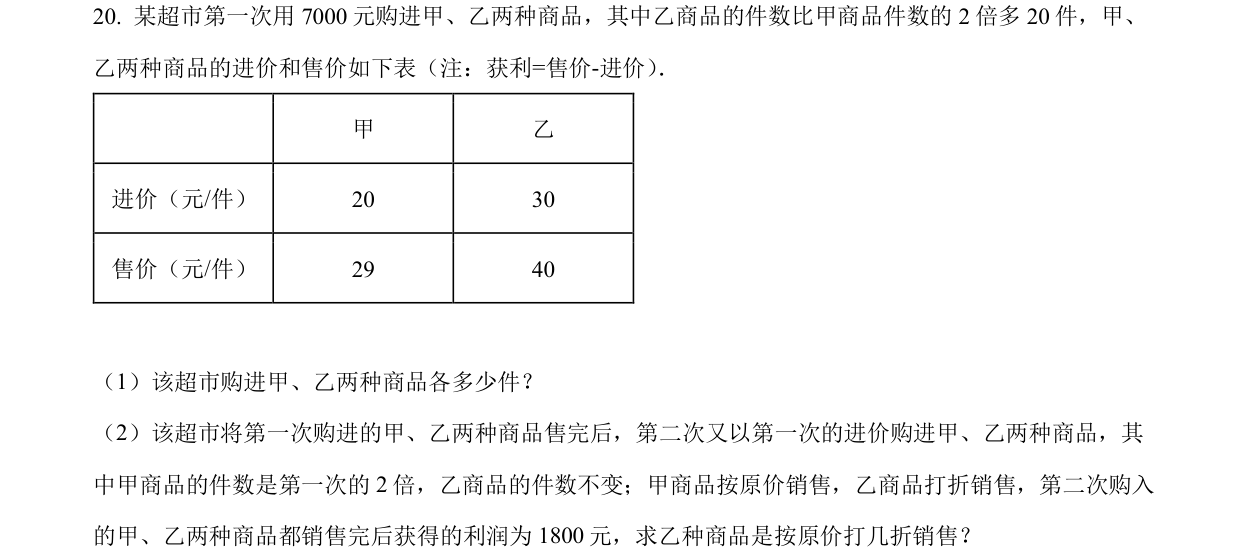 20. 某超市第一次用 7000 元购进甲、乙两种商品，其中乙商品的件数比甲商品件数的 2 倍多 20 件，甲、
乙两种商品的进价和售价如下表（注：获利=售价-进价）.
甲 乙
进价（元/件） 20 30
售价（元/件） 29 40
（1）该超市购进甲、乙两种商品各多少件？
（2）该超市将第一次购进的甲、乙两种商品售完后，第二次又以第一次的进价购进甲、乙两种商品，其
中甲商品的件数是第一次的 2 倍，乙商品的件数不变；甲商品按原价销售，乙商品打折销售，第二次购入
的甲、乙两种商品都销售完后获得的利润为 1800 元，求乙种商品是按原价打几折销售？